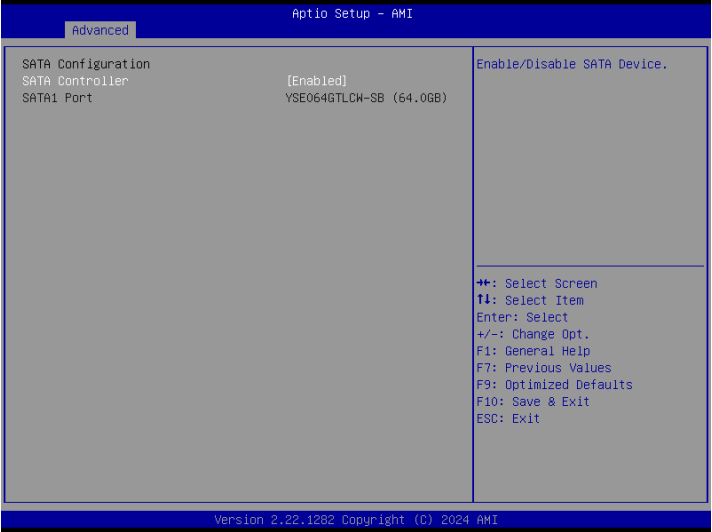 Aptio Setup - AMI
Advanced
SATA Configuration
SATA Controller [Enabled]
SATA1 Port YSE064GTLCW-SB (64.0GB)
Enable/Disable SATA Device.
→←: Select Screen
↑↓: Select Item
Enter: Select
+/-: Change Opt.
F1: General Help
F7: Previous Values
F9: Optimized Defaults
F10: Save & Exit
ESC: Exit
Version 2.22.1282 Copyright (C) 2024 AMI